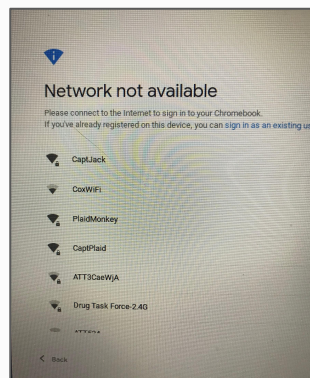 Network not available
Please connect to the Internet to sign in to your Chromebook.
If you've already registered on this device, you can sign in as an existing
CaptJack
CoxWiFi
PlaidMonkey
CaptPlaid
ATT3CaeWjA
Drug Task Force-2.4G
Back